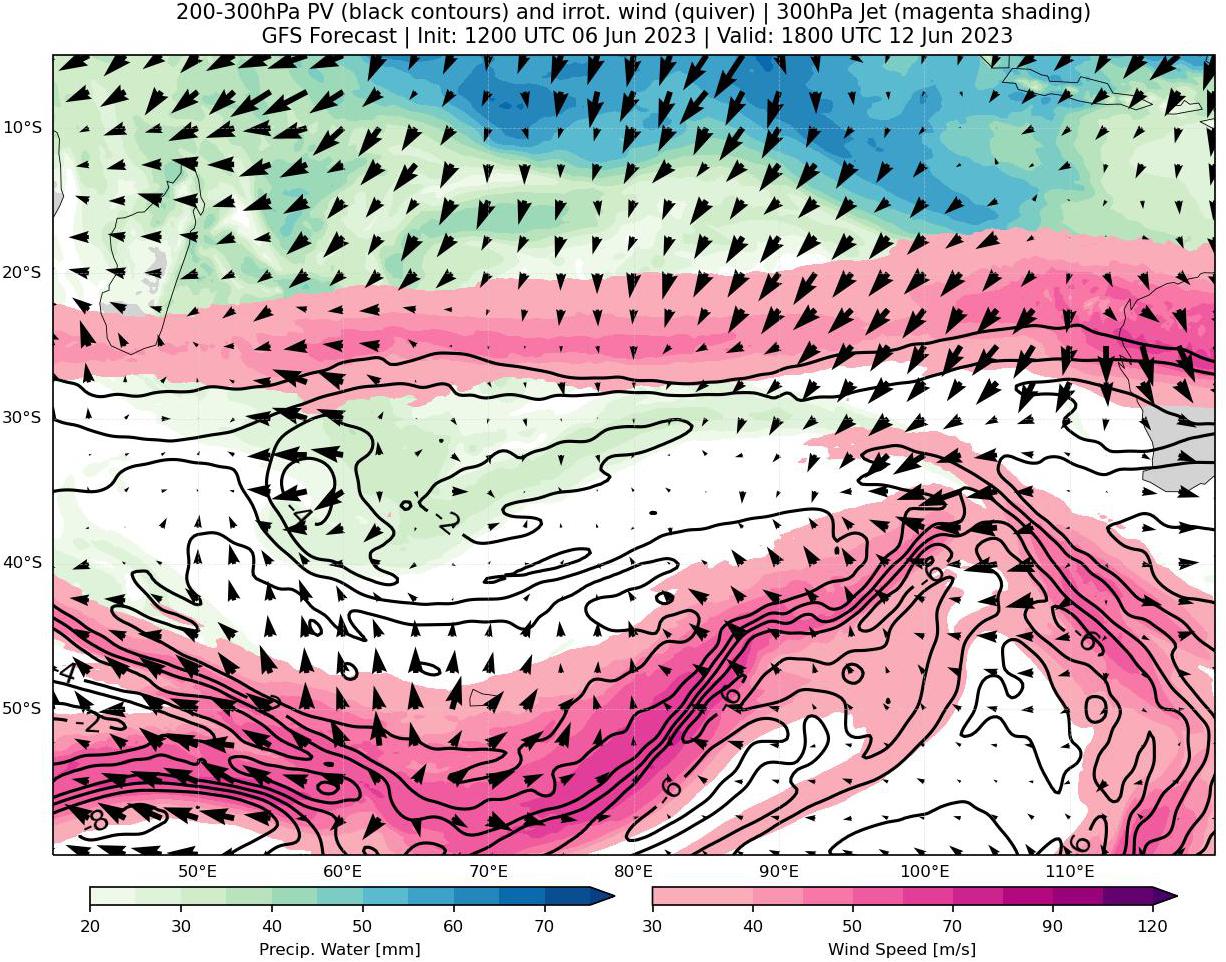 200-300hPa PV (black contours) and irrot. wind (quiver) | 300hPa Jet (magenta shading)
GFS Forecast | Init: 1200 UTC 06 Jun 2023 | Valid: 1800 UTC 12 Jun 2023
10°S
20°S
30°S
-4
-2
40°S
-6
-6
-4
-6
50°S
-2
-6
-8
-6
50°E 60°E 70°E 80°E 90°E 100°E 110°E
20 30 40 50 60 70 30 40 50 70 90 120
Precip. Water [mm] Wind Speed [m/s]